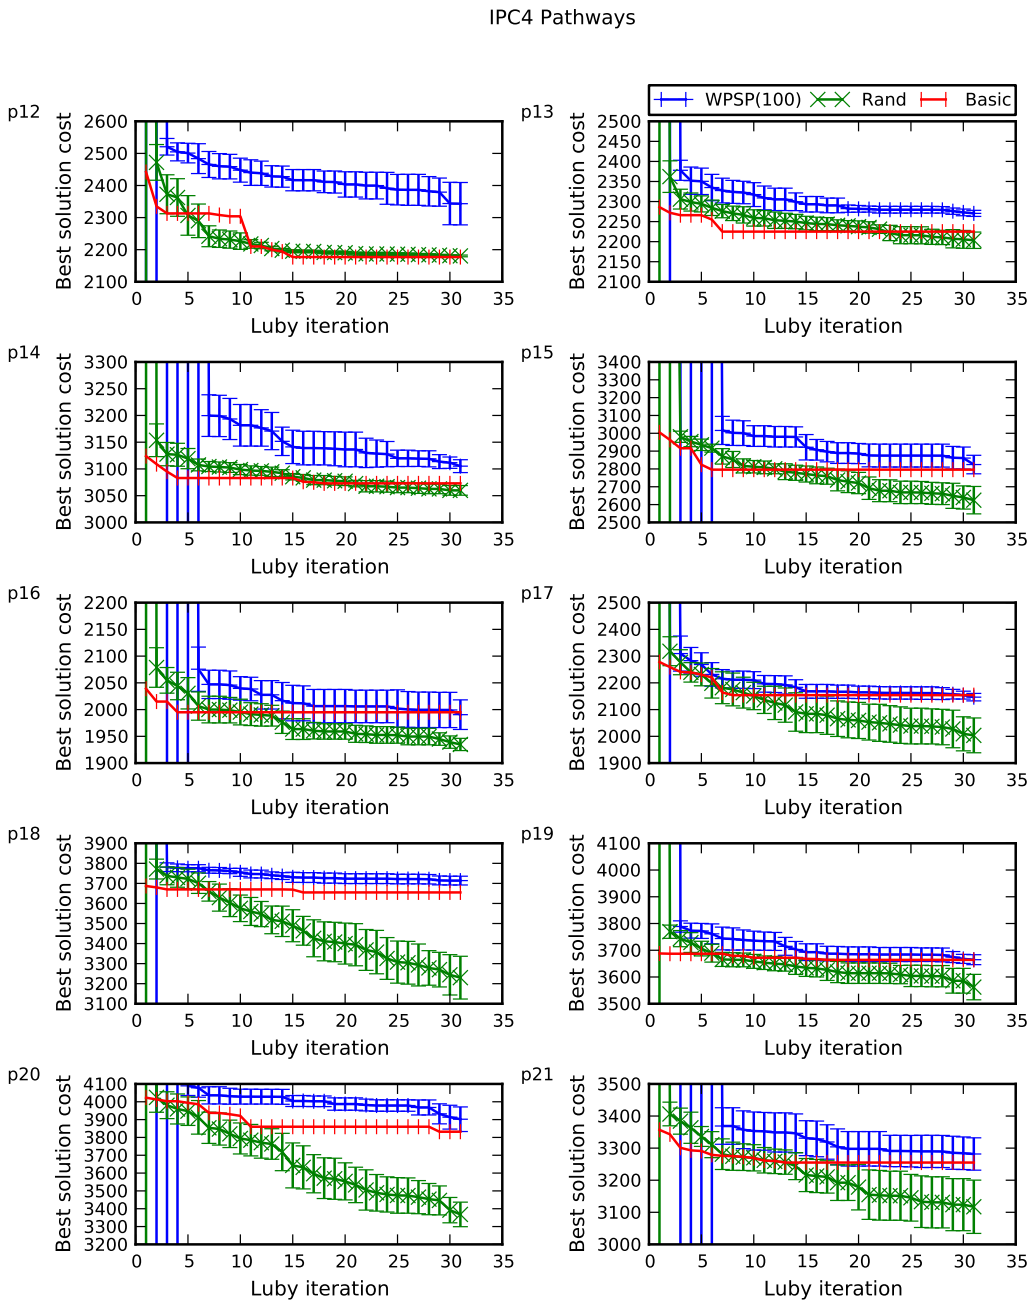 IPC4 Pathways
WPSP(100) Rand Basic
p12
Best solution cost
2600
2500
2400
2300
2200
2100
0 5 10 15 20 25 30 35
Luby iteration
p13
Best solution cost
2500
2450
2400
2350
2300
2250
2200
2150
2100
0 5 10 15 20 25 30 35
Luby iteration
p14
Best solution cost
3300
3250
3200
3150
3100
3050
3000
0 5 10 15 20 25 30 35
Luby iteration
p15
Best solution cost
3400
3300
3200
3100
3000
2900
2800
2700
2600
2500
0 5 10 15 20 25 30 35
Luby iteration
p16
Best solution cost
2200
2150
2100
2050
2000
1950
1900
0 5 10 15 20 25 30 35
Luby iteration
p17
Best solution cost
2500
2400
2300
2200
2100
2000
1900
0 5 10 15 20 25 30 35
Luby iteration
p18
Best solution cost
3900
3800
3700
3600
3500
3400
3300
3200
3100
0 5 10 15 20 25 30 35
Luby iteration
p19
Best solution cost
4100
4000
3900
3800
3700
3600
3500
0 5 10 15 20 25 30 35
Luby iteration
p20
Best solution cost
4100
4000
3900
3800
3700
3600
3500
3400
3300
3200
0 5 10 15 20 25 30 35
Luby iteration
p21
Best solution cost
3500
3400
3300
3200
3100
3000
0 5 10 15 20 25 30 35
Luby iteration